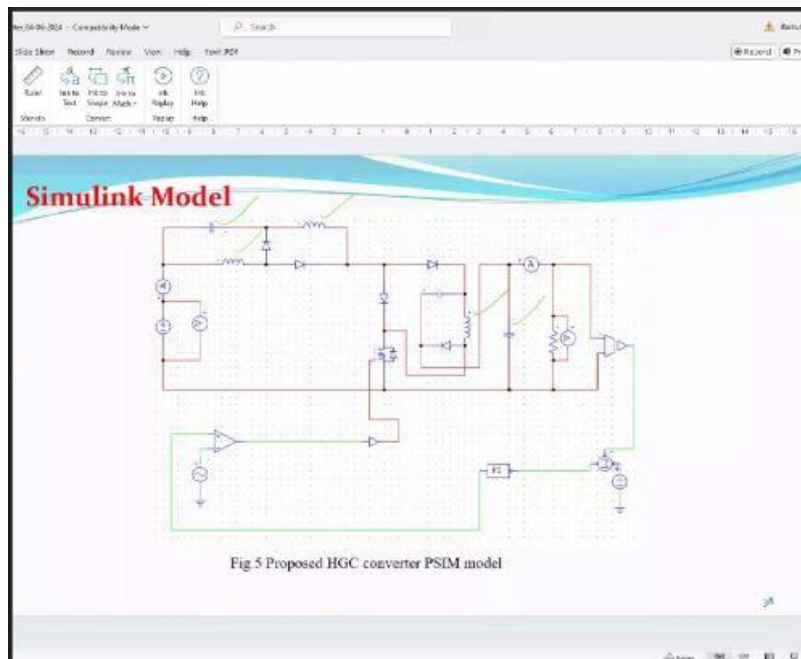 Compatibility Mode
Search
Slide Show Record Review View Help Foxit PDF
Record
Ruler
Ink to Text
Ink to Shape
Ink to Math
Ink Replay
Ink Help
Stencils
Convert
Replay
Help
Simulink Model
PI
Fig.5 Proposed HGC converter PSIM model